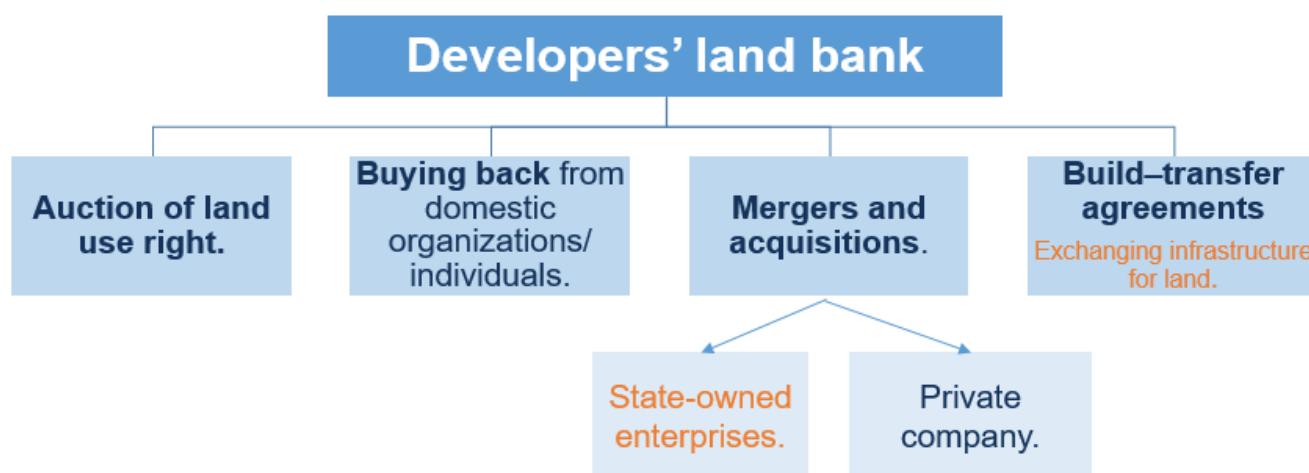 Developers’ land bank
Auction of land
use right.
Buying back from
domestic
organizations/
individuals.
Mergers and
acquisitions.
Build–transfer
agreements
Exchanging infrastructure
for land.
State-owned
enterprises.
Private
company.